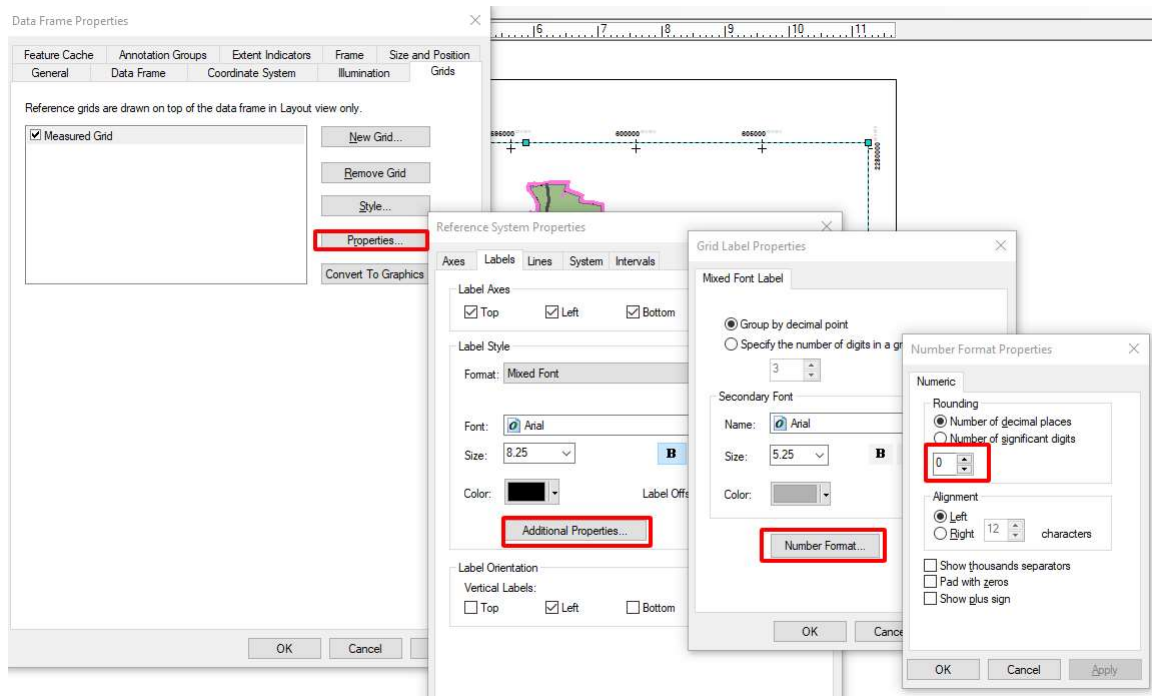 Data Frame Properties
Feature Cache Annotation Groups Extent Indicators Frame Size and Position
General Data Frame Coordinate System Illumination Grids
Reference grids are drawn on top of the data frame in Layout view only.
Measured Grid
New Grid...
Remove Grid
Style...
Properties...
Convert To Graphics
OK Cancel
6 7 8 9 10 11
595000 600000 605000
2280000
Reference System Properties
Axes Labels Lines System Intervals
Label Axes
Top Left Bottom
Label Style
Format: Mixed Font
Font: Arial
Size: 8.25 B
Color: Label Offs
Additional Properties...
Label Orientation
Vertical Labels:
Top Left Bottom
Grid Label Properties
Mixed Font Label
Group by decimal point
Specify the number of digits in a gr
3
Secondary Font
Name: Arial
Size: 5.25 B
Color:
Number Format...
OK Cance
Number Format Properties
Numeric
Rounding
Number of decimal places
Number of significant digits
0
Alignment
Left
Right 12 characters
Show thousands separators
Pad with zeros
Show plus sign
OK Cancel Apply